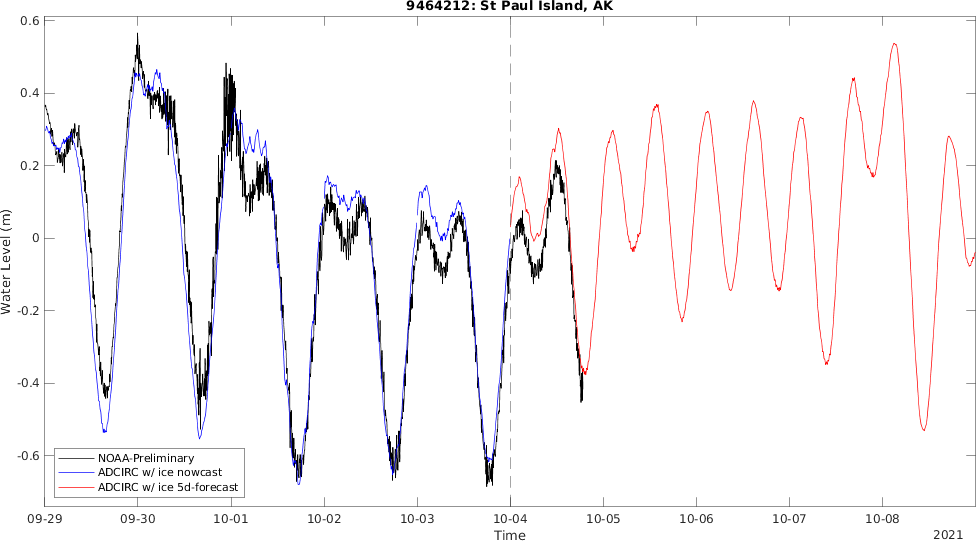 9464212: St Paul Island, AK
0.6
0.4
0.2
0
-0.2
-0.4
-0.6
Water Level (m)
NOAA-Preliminary
ADCIRC w/ ice nowcast
ADCIRC w/ ice 5d-forecast
09-29 09-30 10-01 10-02 10-03 10-04 10-05 10-06 10-07 10-08
Time
2021